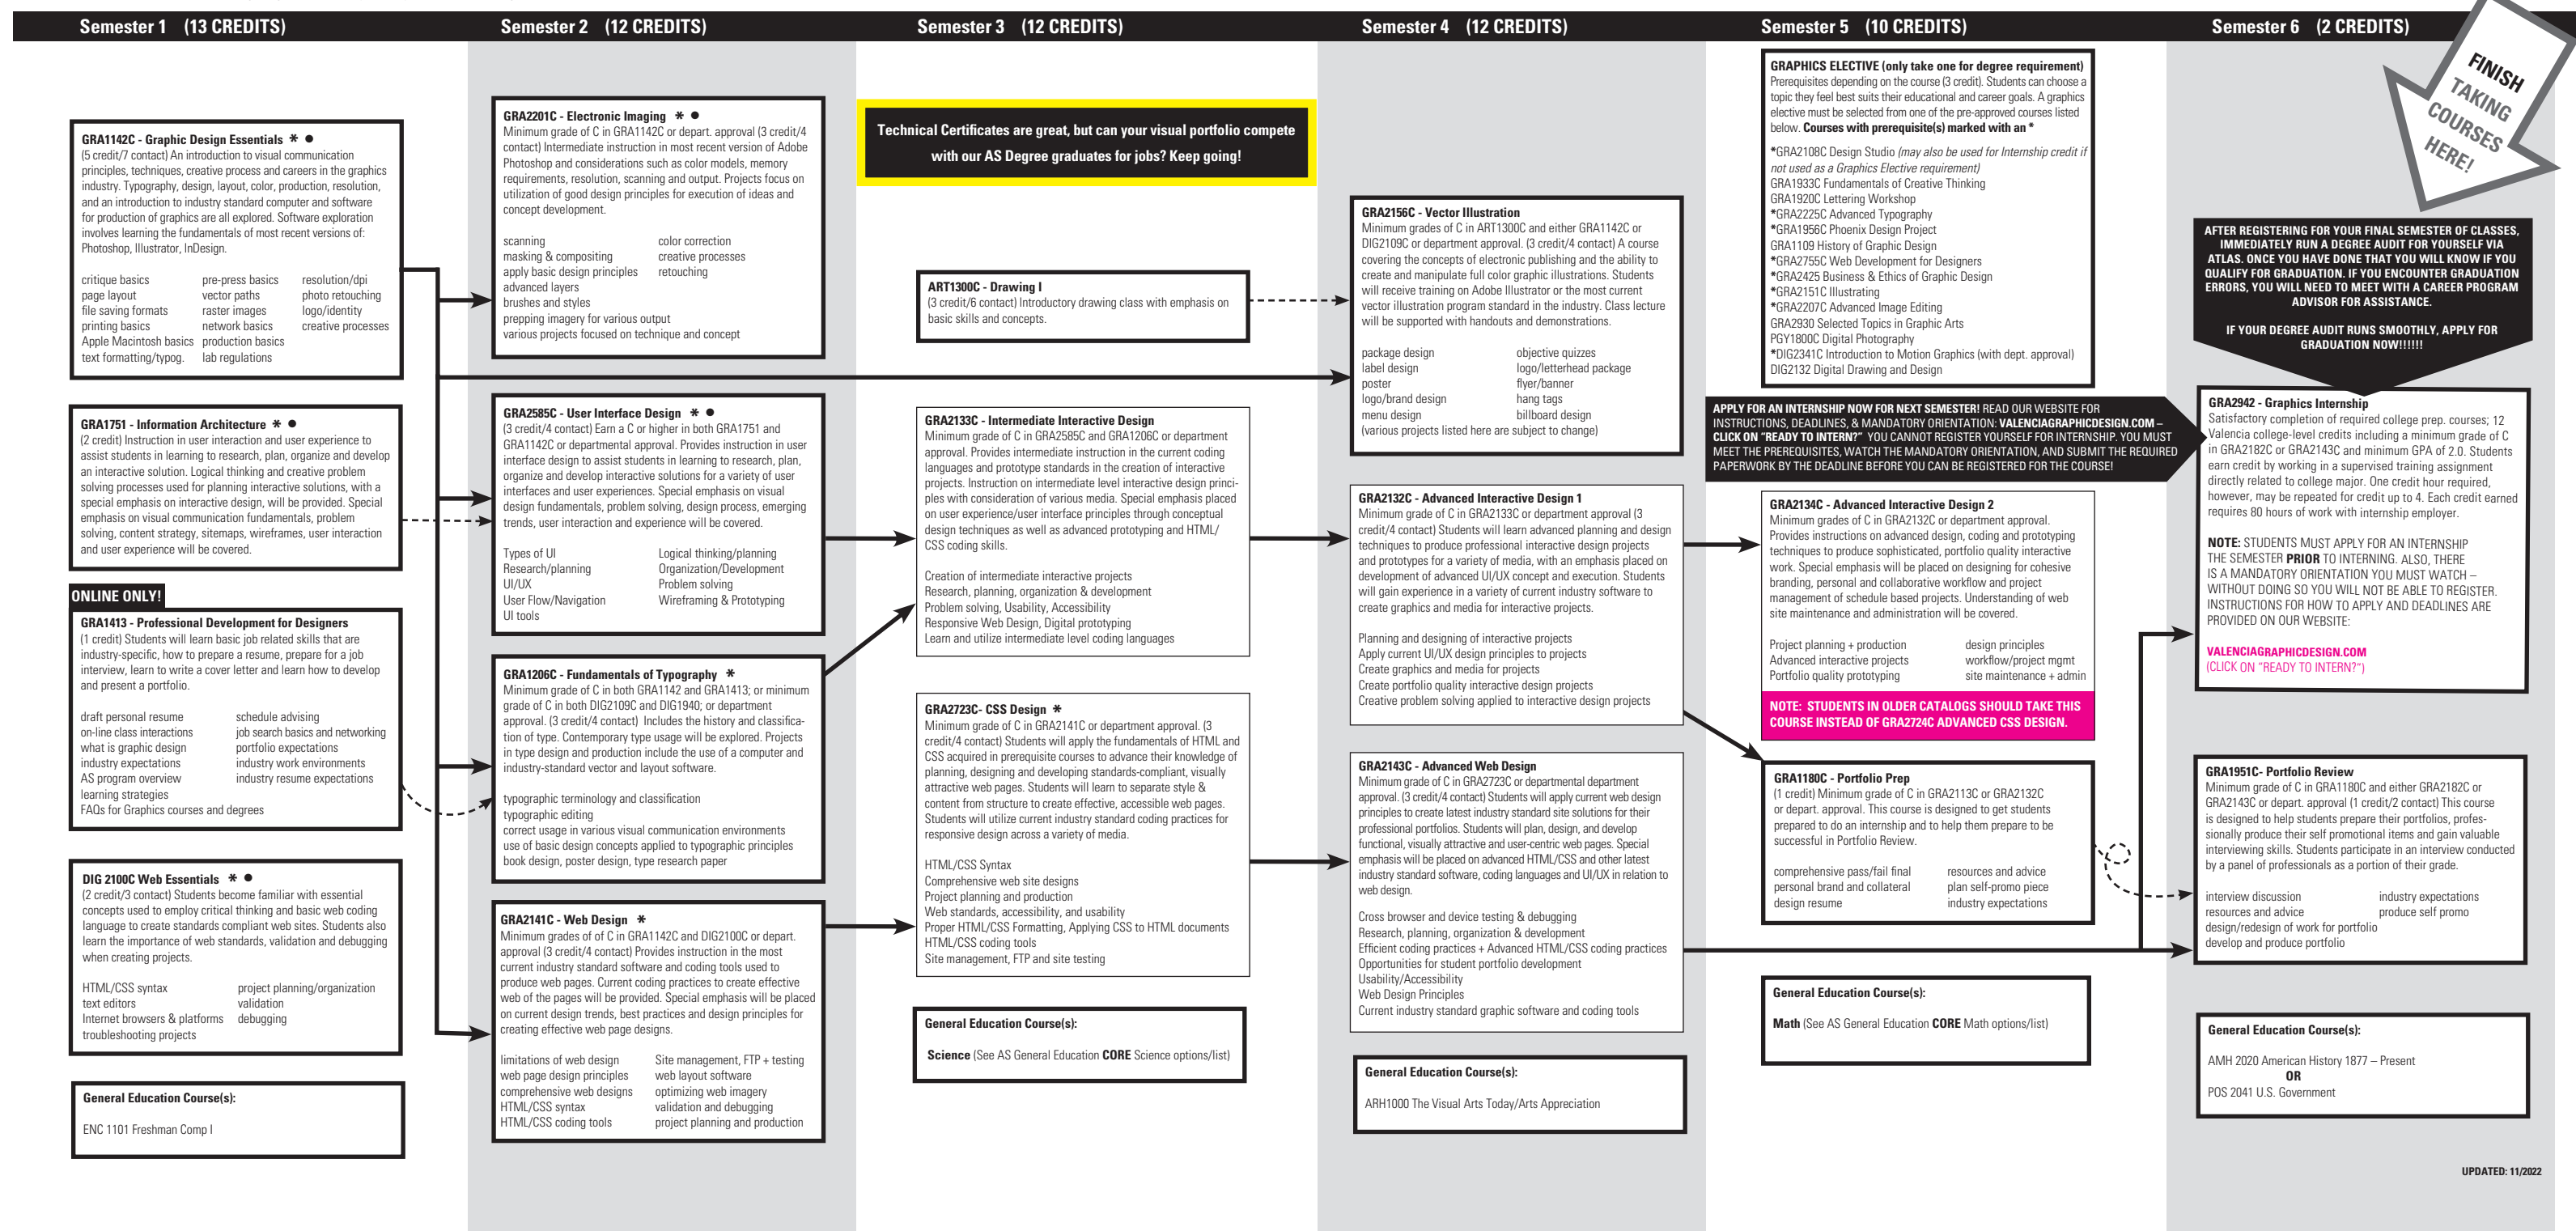 Semester 1 (13 CREDITS)
Semester 2 (12 CREDITS)
Semester 3 (12 CREDITS)
Semester 4 (12 CREDITS)
Semester 5 (10 CREDITS)
Semester 6 (2 CREDITS)
FINISH
TAKING
COURSES
HERE!
GRA1142C - Graphic Design Essentials * ●
(5 credit/7 contact) An introduction to visual communication
principles, techniques, creative process and careers in the graphics
industry. Typography, design, layout, color, production, resolution,
and an introduction to industry standard computer and software
for production of graphics are all explored. Software exploration
involves learning the fundamentals of most recent versions of:
Photoshop, Illustrator, InDesign.
critique basics pre-press basics resolution/dpi
page layout vector paths photo retouching
file saving formats raster images logo/identity
printing basics network basics creative processes
Apple Macintosh basics production basics
text formatting/typog. lab regulations
GRA1751 - Information Architecture * ●
(2 credit) Instruction in user interaction and user experience to
assist students in learning to research, plan, organize and develop
an interactive solution. Logical thinking and creative problem
solving processes used for planning interactive solutions, with a
special emphasis on interactive design, will be provided. Special
emphasis on visual communication fundamentals, problem
solving, content strategy, sitemaps, wireframes, user interaction
and user experience will be covered.
ONLINE ONLY!
GRA1413 - Professional Development for Designers
(1 credit) Students will learn basic job related skills that are
industry-specific, how to prepare a resume, prepare for a job
interview, learn to write a cover letter and learn how to develop
and present a portfolio.
draft personal resume schedule advising
on-line class interactions job search basics and networking
what is graphic design portfolio expectations
industry expectations industry work environments
AS program overview industry resume expectations
learning strategies
FAQs for Graphics courses and degrees
DIG 2100C Web Essentials * ●
(2 credit/3 contact) Students become familiar with essential
concepts used to employ critical thinking and basic web coding
language to create standards compliant web sites. Students also
learn the importance of web standards, validation and debugging
when creating projects.
HTML/CSS syntax project planning/organization
text editors validation
Internet browsers & platforms debugging
troubleshooting projects
General Education Course(s):
ENC 1101 Freshman Comp I
GRA2201C - Electronic Imaging * ●
Minimum grade of C in GRA1142C or depart. approval (3 credit/4
contact) Intermediate instruction in most recent version of Adobe
Photoshop and considerations such as color models, memory
requirements, resolution, scanning and output. Projects focus on
utilization of good design principles for execution of ideas and
concept development.
scanning color correction
masking & compositing creative processes
apply basic design principles retouching
advanced layers
brushes and styles
prepping imagery for various output
various projects focused on technique and concept
GRA2585C - User Interface Design * ●
(3 credit/4 contact) Earn a C or higher in both GRA1751 and
GRA1142C or departmental approval. Provides instruction in user
interface design to assist students in learning to research, plan,
organize and develop interactive solutions for a variety of user
interfaces and user experiences. Special emphasis on visual
design fundamentals, problem solving, design process, emerging
trends, user interaction and experience will be covered.
Types of UI Logical thinking/planning
Research/planning Organization/Development
UI/UX Problem solving
User Flow/Navigation Wireframing & Prototyping
UI tools
GRA1206C - Fundamentals of Typography *
Minimum grade of C in both GRA1142 and GRA1413; or minimum
grade of C in both DIG2109C and DIG1940; or department
approval. (3 credit/4 contact) Includes the history and classifica-
tion of type. Contemporary type usage will be explored. Projects
in type design and production include the use of a computer and
industry-standard vector and layout software.
typographic terminology and classification
typographic editing
correct usage in various visual communication environments
use of basic design concepts applied to typographic principles
book design, poster design, type research paper
GRA2141C - Web Design *
Minimum grades of of C in GRA1142C and DIG2100C or depart.
approval (3 credit/4 contact) Provides instruction in the most
current industry standard software and coding tools used to
produce web pages. Current coding practices to create effective
web of the pages will be provided. Special emphasis will be placed
on current design trends, best practices and design principles for
creating effective web page designs.
limitations of web design Site management, FTP + testing
web page design principles web layout software
comprehensive web designs optimizing web imagery
HTML/CSS syntax validation and debugging
HTML/CSS coding tools project planning and production
Technical Certificates are great, but can your visual portfolio compete
with our AS Degree graduates for jobs? Keep going!
ART1300C - Drawing I
(3 credit/6 contact) Introductory drawing class with emphasis on
basic skills and concepts.
GRA2133C - Intermediate Interactive Design
Minimum grade of C in GRA2585C and GRA1206C or department
approval. Provides intermediate instruction in the current coding
languages and prototype standards in the creation of interactive
projects. Instruction on intermediate level interactive design princi-
ples with consideration of various media. Special emphasis placed
on user experience/user interface principles through conceptual
design techniques as well as advanced prototyping and HTML/
CSS coding skills.
Creation of intermediate interactive projects
Research, planning, organization & development
Problem solving, Usability, Accessibility
Responsive Web Design, Digital prototyping
Learn and utilize intermediate level coding languages
GRA2723C- CSS Design *
Minimum grade of C in GRA2141C or department approval. (3
credit/4 contact) Students will apply the fundamentals of HTML and
CSS acquired in prerequisite courses to advance their knowledge of
planning, designing and developing standards-compliant, visually
attractive web pages. Students will learn to separate style &
content from structure to create effective, accessible web pages.
Students will utilize current industry standard coding practices for
responsive design across a variety of media.
HTML/CSS Syntax
Comprehensive web site designs
Project planning and production
Web standards, accessibility, and usability
Proper HTML/CSS Formatting, Applying CSS to HTML documents
HTML/CSS coding tools
Site management, FTP and site testing
General Education Course(s):
Science (See AS General Education CORE Science options/list)
GRA2156C - Vector Illustration
Minimum grades of C in ART1300C and either GRA1142C or
DIG2109C or department approval. (3 credit/4 contact) A course
covering the concepts of electronic publishing and the ability to
create and manipulate full color graphic illustrations. Students
will receive training on Adobe Illustrator or the most current
vector illustration program standard in the industry. Class lecture
will be supported with handouts and demonstrations.
package design objective quizzes
label design logo/letterhead package
poster flyer/banner
logo/brand design hang tags
menu design billboard design
(various projects listed here are subject to change)
GRA2132C - Advanced Interactive Design 1
Minimum grade of C in GRA2133C or department approval (3
credit/4 contact) Students will learn advanced planning and design
techniques to produce professional interactive design projects
and prototypes for a variety of media, with an emphasis placed on
development of advanced UI/UX concept and execution. Students
will gain experience in a variety of current industry software to
create graphics and media for interactive projects.
Planning and designing of interactive projects
Apply current UI/UX design principles to projects
Create graphics and media for projects
Create portfolio quality interactive design projects
Creative problem solving applied to interactive design projects
GRA2143C - Advanced Web Design
Minimum grade of C in GRA2723C or departmental department
approval. (3 credit/4 contact) Students will apply current web design
principles to create latest industry standard site solutions for their
professional portfolios. Students will plan, design, and develop
functional, visually attractive and user-centric web pages. Special
emphasis will be placed on advanced HTML/CSS and other latest
industry standard software, coding languages and UI/UX in relation to
web design.
Cross browser and device testing & debugging
Research, planning, organization & development
Efficient coding practices + Advanced HTML/CSS coding practices
Opportunities for student portfolio development
Usability/Accessibility
Web Design Principles
Current industry standard graphic software and coding tools
General Education Course(s):
ARH1000 The Visual Arts Today/Arts Appreciation
GRAPHICS ELECTIVE (only take one for degree requirement)
Prerequisites depending on the course (3 credit). Students can choose a
topic they feel best suits their educational and career goals. A graphics
elective must be selected from one of the pre-approved courses listed
below. Courses with prerequisite(s) marked with an *
*GRA2108C Design Studio (may also be used for Internship credit if
not used as a Graphics Elective requirement)
GRA1933C Fundamentals of Creative Thinking
GRA1920C Lettering Workshop
*GRA2225C Advanced Typography
*GRA1956C Phoenix Design Project
GRA1109 History of Graphic Design
*GRA2755C Web Development for Designers
*GRA2425 Business & Ethics of Graphic Design
*GRA2151C Illustrating
*GRA2207C Advanced Image Editing
GRA2930 Selected Topics in Graphic Arts
PGY1800C Digital Photography
*DIG2341C Introduction to Motion Graphics (with dept. approval)
DIG2132 Digital Drawing and Design
APPLY FOR AN INTERNSHIP NOW FOR NEXT SEMESTER! READ OUR WEBSITE FOR
INSTRUCTIONS, DEADLINES, & MANDATORY ORIENTATION: VALENCIAGRAPHICDESIGN.COM –
CLICK ON "READY TO INTERN?" YOU CANNOT REGISTER YOURSELF FOR INTERNSHIP. YOU MUST
MEET THE PREREQUISITES, WATCH THE MANDATORY ORIENTATION, AND SUBMIT THE REQUIRED
PAPERWORK BY THE DEADLINE BEFORE YOU CAN BE REGISTERED FOR THE COURSE!
GRA2134C - Advanced Interactive Design 2
Minimum grades of C in GRA2132C or department approval.
Provides instructions on advanced design, coding and prototyping
techniques to produce sophisticated, portfolio quality interactive
work. Special emphasis will be placed on designing for cohesive
branding, personal and collaborative workflow and project
management of schedule based projects. Understanding of web
site maintenance and administration will be covered.
Project planning + production design principles
Advanced interactive projects workflow/project mgmt
Portfolio quality prototyping site maintenance + admin
NOTE: STUDENTS IN OLDER CATALOGS SHOULD TAKE THIS
COURSE INSTEAD OF GRA2724C ADVANCED CSS DESIGN.
GRA1180C - Portfolio Prep
(1 credit) Minimum grade of C in GRA2113C or GRA2132C
or depart. approval. This course is designed to get students
prepared to do an internship and to help them prepare to be
successful in Portfolio Review.
comprehensive pass/fail final resources and advice
personal brand and collateral plan self-promo piece
design resume industry expectations
General Education Course(s):
Math (See AS General Education CORE Math options/list)
AFTER REGISTERING FOR YOUR FINAL SEMESTER OF CLASSES,
IMMEDIATELY RUN A DEGREE AUDIT FOR YOURSELF VIA
ATLAS. ONCE YOU HAVE DONE THAT YOU WILL KNOW IF YOU
QUALIFY FOR GRADUATION. IF YOU ENCOUNTER GRADUATION
ERRORS, YOU WILL NEED TO MEET WITH A CAREER PROGRAM
ADVISOR FOR ASSISTANCE.
IF YOUR DEGREE AUDIT RUNS SMOOTHLY, APPLY FOR
GRADUATION NOW!!!!!!
GRA2942 - Graphics Internship
Satisfactory completion of required college prep. courses; 12
Valencia college-level credits including a minimum grade of C
in GRA2182C or GRA2143C and minimum GPA of 2.0. Students
earn credit by working in a supervised training assignment
directly related to college major. One credit hour required,
however, may be repeated for credit up to 4. Each credit earned
requires 80 hours of work with internship employer.
NOTE: STUDENTS MUST APPLY FOR AN INTERNSHIP
THE SEMESTER PRIOR TO INTERNING. ALSO, THERE
IS A MANDATORY ORIENTATION YOU MUST WATCH –
WITHOUT DOING SO YOU WILL NOT BE ABLE TO REGISTER.
INSTRUCTIONS FOR HOW TO APPLY AND DEADLINES ARE
PROVIDED ON OUR WEBSITE:
VALENCIAGRAPHICDESIGN.COM
(CLICK ON "READY TO INTERN?")
GRA1951C- Portfolio Review
Minimum grade of C in GRA1180C and either GRA2182C or
GRA2143C or depart. approval (1 credit/2 contact) This course
is designed to help students prepare their portfolios, profes-
sionally produce their self promotional items and gain valuable
interviewing skills. Students participate in an interview conducted
by a panel of professionals as a portion of their grade.
interview discussion industry expectations
resources and advice produce self promo
design/redesign of work for portfolio
develop and produce portfolio
General Education Course(s):
AMH 2020 American History 1877 – Present
OR
POS 2041 U.S. Government
UPDATED: 11/2022